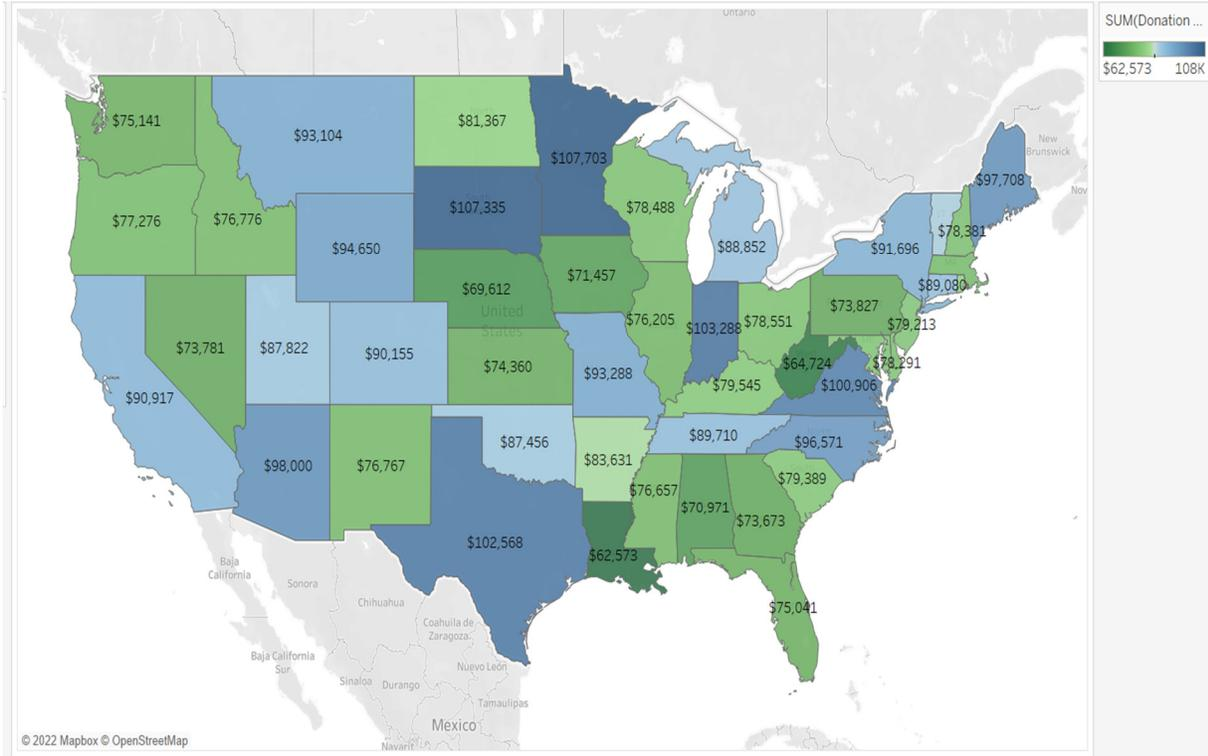 Ontario
SUM(Donation ...
$62,573 108K
$75,141
$93,104
$81,367
$107,703
New
Brunswick
$97,708
Nov
$77,276
$76,776
$94,650
$107,335
$78,488
$88,852
$91,696
$78,381
$71,457
$69,612
United
States
$89,080
$73,781
$87,822
$90,155
$74,360
$93,288
$76,205
$103,288
$78,551
$73,827
$79,213
$64,724
$78,291
$100,906
$79,545
$90,917
$98,000
$76,767
$87,456
$83,631
$89,710
$96,571
$76,657
$70,971
$73,673
$79,389
$102,568
$62,573
$75,041
Baja
California
Sonora
Chihuahua
Coahuila de
Zaragoza
Baja California
Sur
Sinaloa
Durango
Nuevo León
Tamaulipas
Mexico
Navarit
© 2022 Mapbox © OpenStreetMap